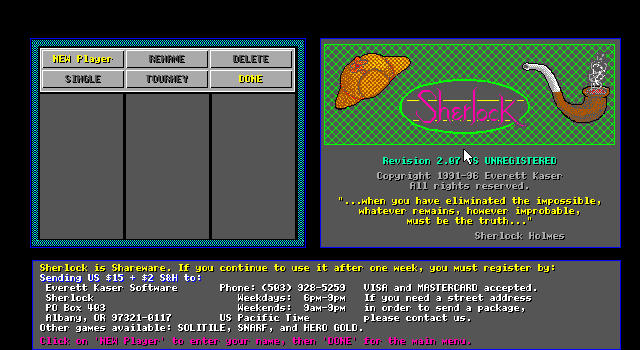 NEW Player RENAME DELETE
SINGLE TOURNEY DONE
Sherlock
Revision 2.07 S UNREGISTERED
Copyright 1991-96 Everett Kaser
All rights reserved.
"...when you have eliminated the impossible,
whatever remains, however improbable,
must be the truth..."
Sherlock Holmes
Sherlock is Shareware. If you continue to use it after one week, you must register by:
Sending US $15 + $2 S&H to:
Everett Kaser Software Phone: (503) 928-5259 VISA and MASTERCARD accepted.
Sherlock Weekdays: 6pm-9pm If you need a street address
PO Box 403 Weekends: 9am-9pm in order to send a package,
Albany, OR 97321-0117 US Pacific Time please contact us.
Other games available: SOLITILE, SNARF, and HERO GOLD.
Click on 'NEW Player' to enter your name, then 'DONE' for the main menu.